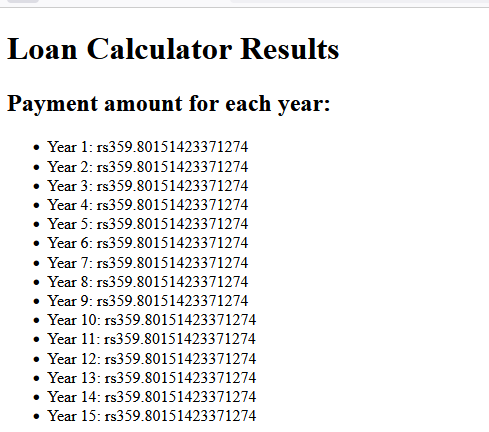 Loan Calculator Results
Payment amount for each year:
Year 1: rs359.80151423371274
Year 2: rs359.80151423371274
Year 3: rs359.80151423371274
Year 4: rs359.80151423371274
Year 5: rs359.80151423371274
Year 6: rs359.80151423371274
Year 7: rs359.80151423371274
Year 8: rs359.80151423371274
Year 9: rs359.80151423371274
Year 10: rs359.80151423371274
Year 11: rs359.80151423371274
Year 12: rs359.80151423371274
Year 13: rs359.80151423371274
Year 14: rs359.80151423371274
Year 15: rs359.80151423371274